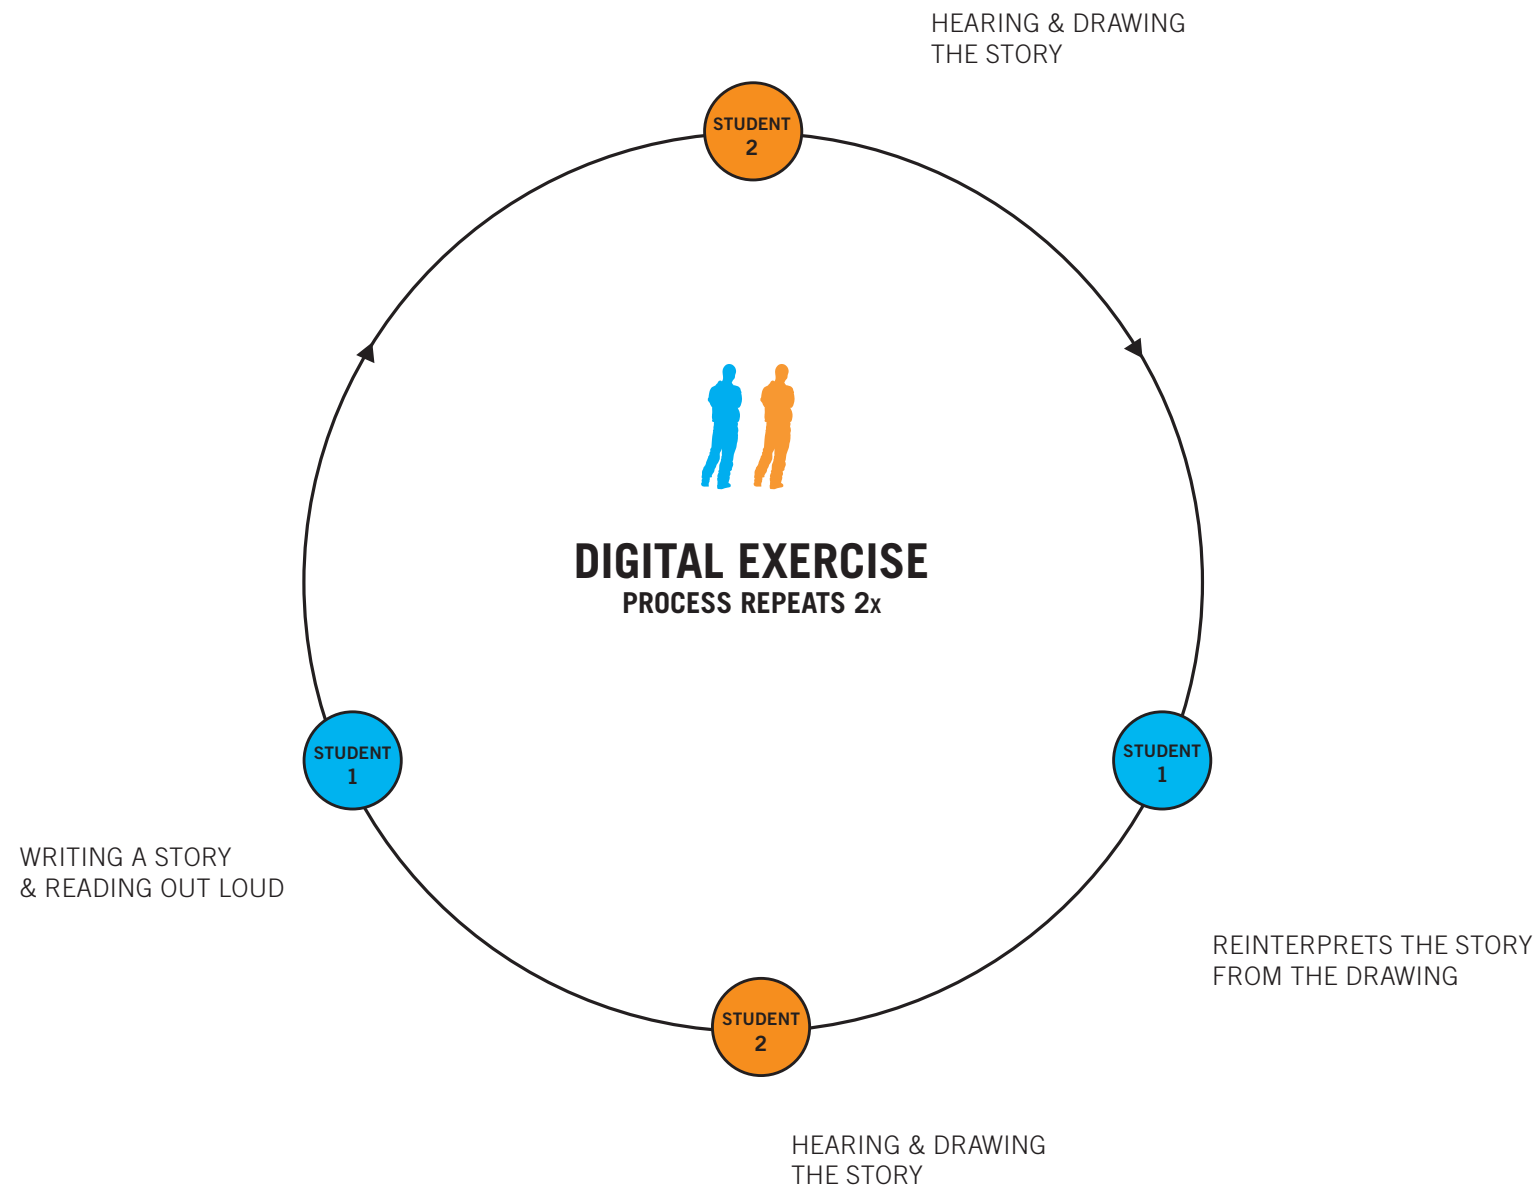 HEARING & DRAWING
THE STORY
STUDENT
2
DIGITAL EXERCISE
PROCESS REPEATS 2x
STUDENT
1
STUDENT
1
WRITING A STORY
& READING OUT LOUD
REINTERPRETS THE STORY
FROM THE DRAWING
STUDENT
2
HEARING & DRAWING
THE STORY